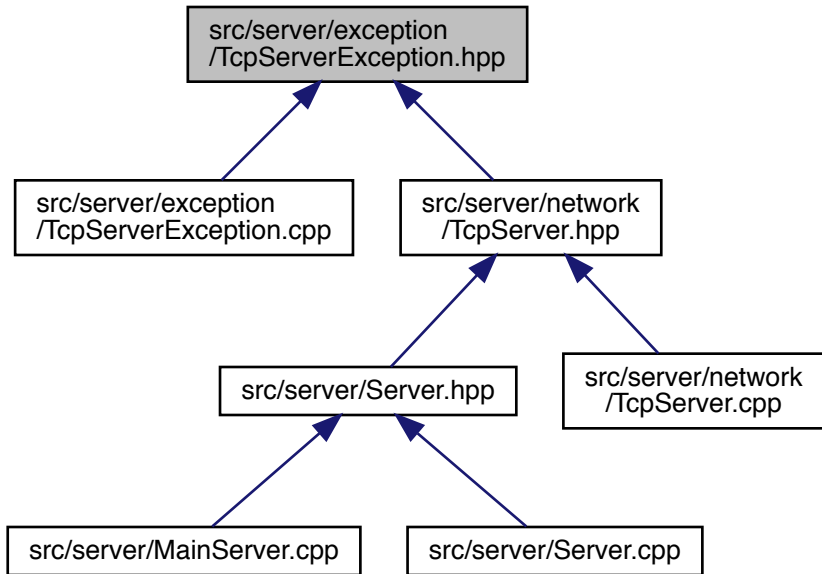 src/server/exception
/TcpServerException.hpp
src/server/exception
/TcpServerException.cpp
src/server/network
/TcpServer.hpp
src/server/Server.hpp
src/server/network
/TcpServer.cpp
src/server/MainServer.cpp
src/server/Server.cpp